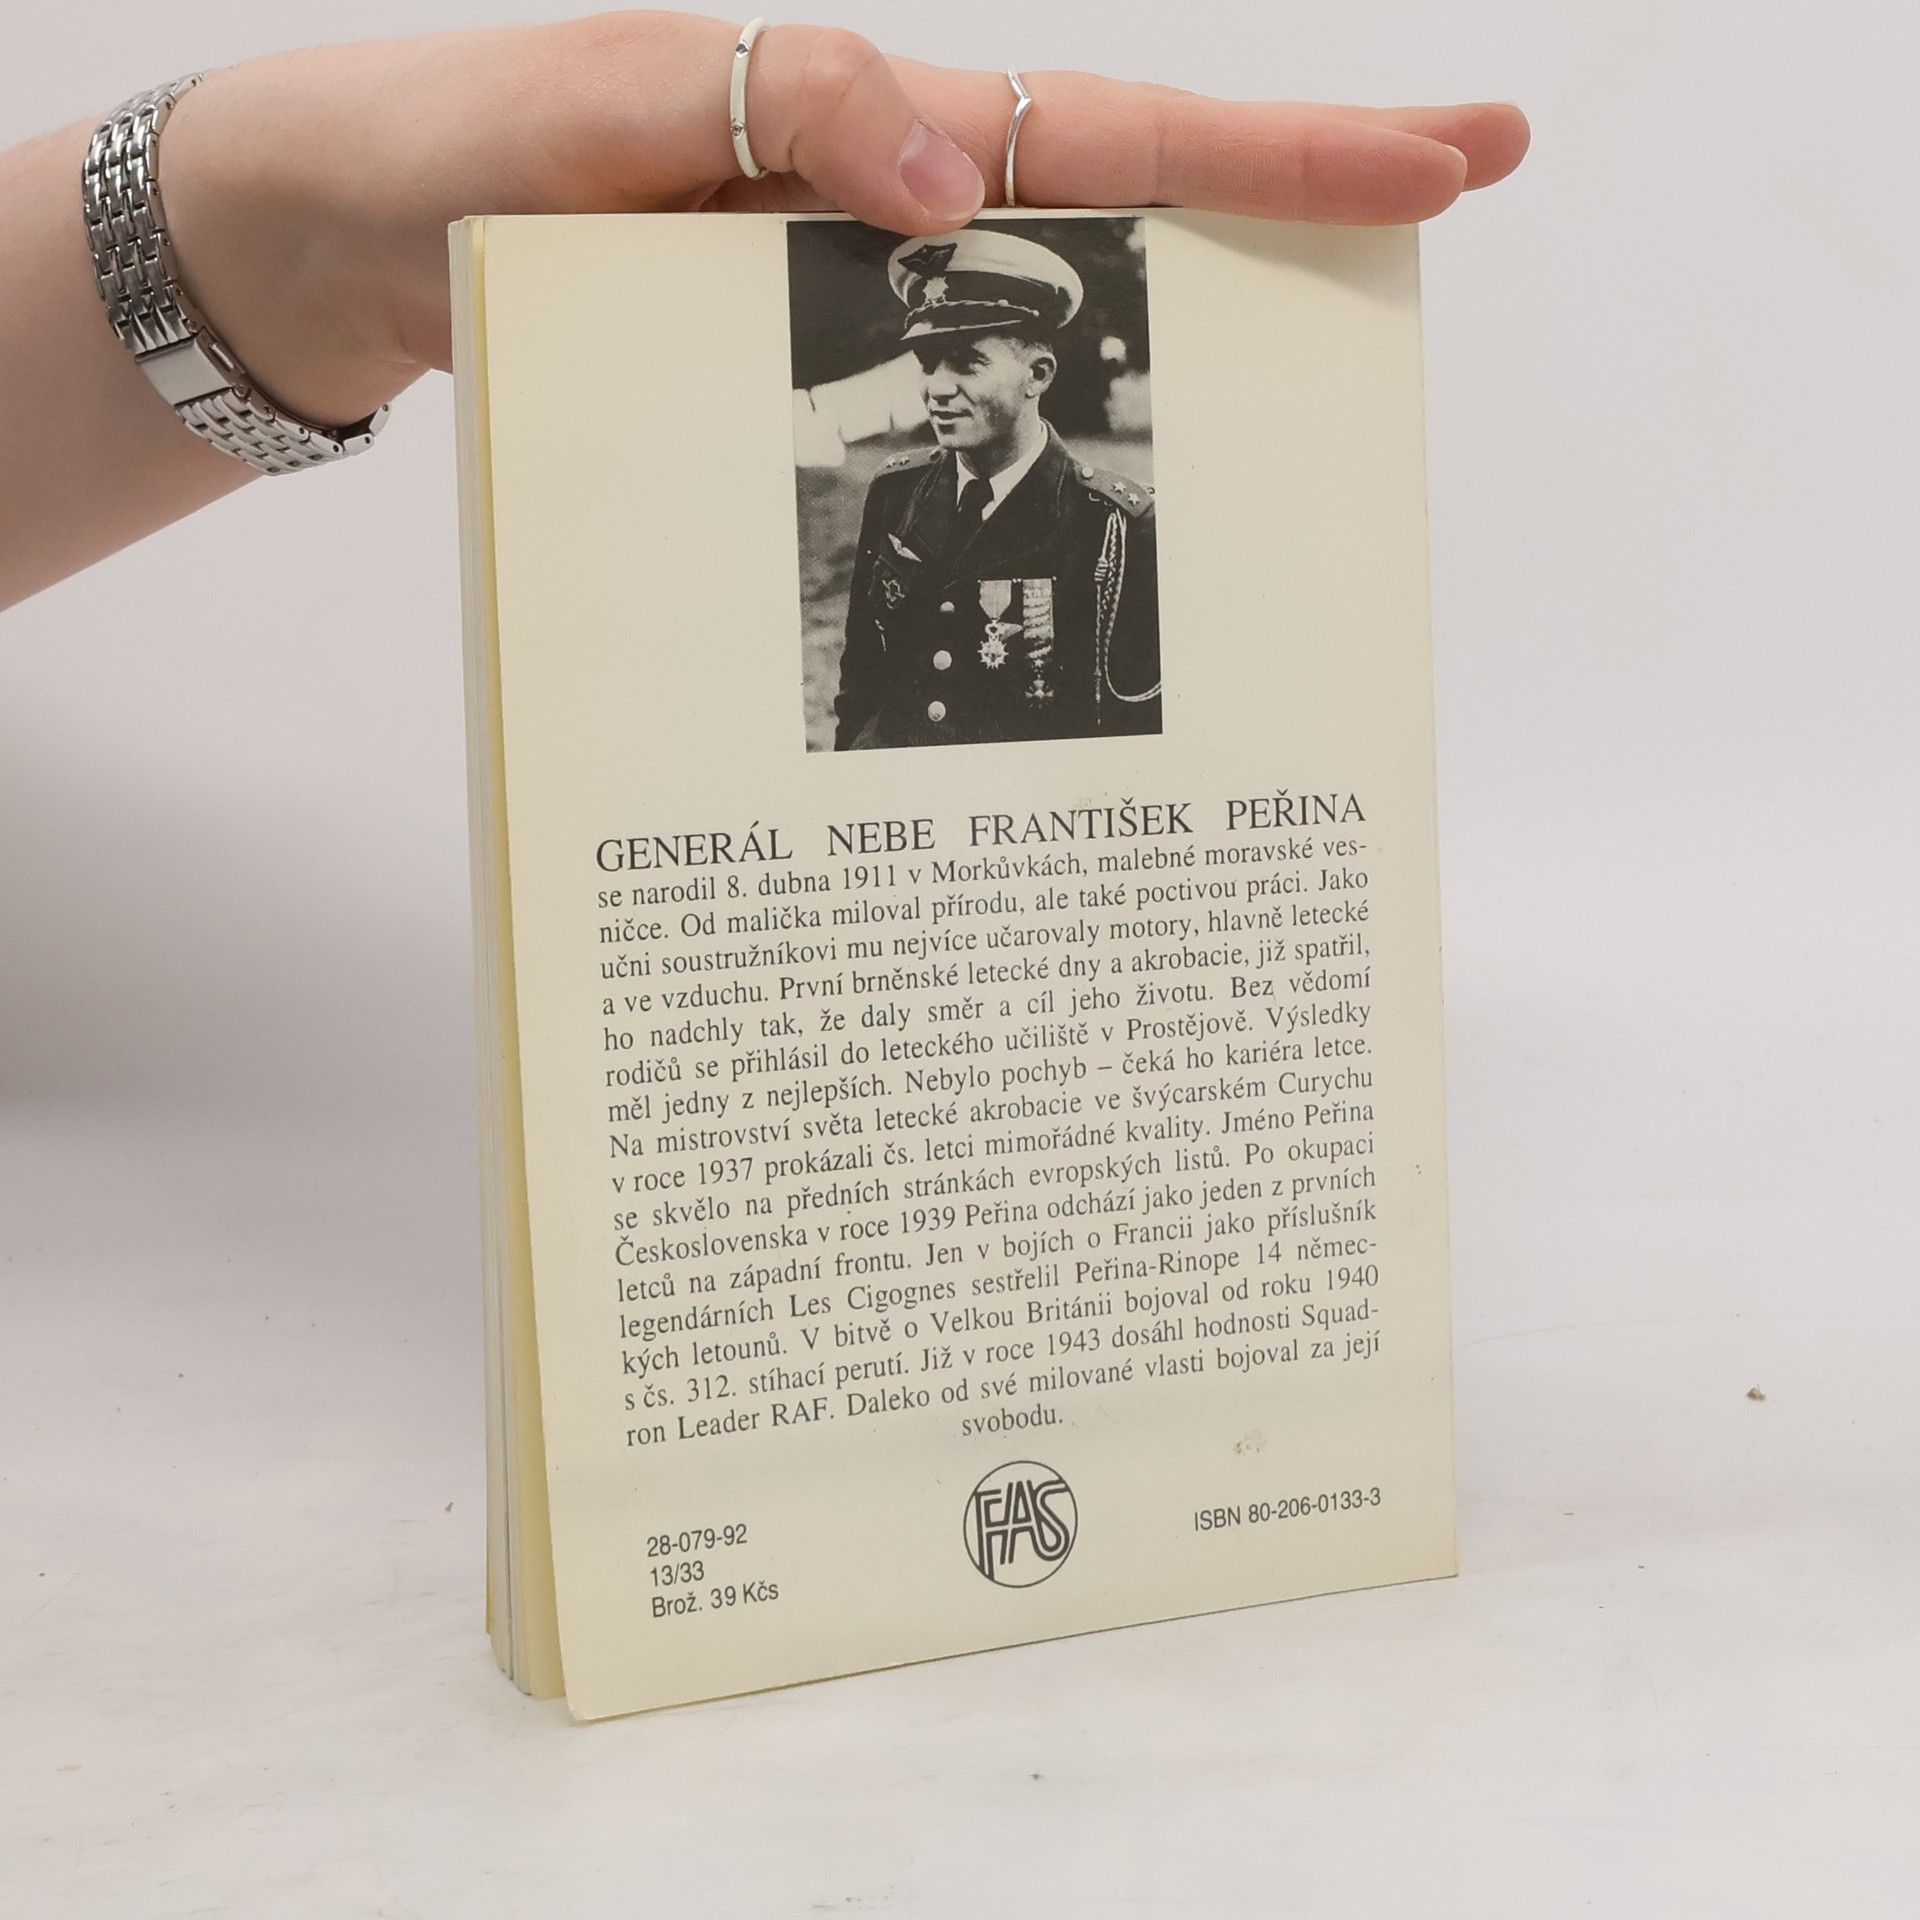 GENERÁL NEBE FRANTIŠEK PEŘINA
se narodil 8. dubna 1911 v Morkůvkách, malebné moravské ves-
ničce. Od malička miloval přírodu, ale také poctivou práci. Jako
učni soustružníkovi mu nejvíce učarovaly motory, hlavně letecké
a ve vzduchu. První brněnské letecké dny a akrobacie, již spatřil,
ho nadchly tak, že daly směr a cíl jeho životu. Bez vědomí
rodičů se přihlásil do leteckého učiliště v Prostějově. Výsledky
měl jedny z nejlepších. Nebylo pochyb – čeká ho kariéra letce.
Na mistrovství světa letecké akrobacie ve švýcarském Curychu
v roce 1937 prokázali čs. letci mimořádné kvality. Jméno Peřina
se skvělo na předních stránkách evropských listů. Po okupaci
Československa v roce 1939 Peřina odchází jako jeden z prvních
letců na západní frontu. Jen v bojích o Francii jako příslušník
legendárních Les Cigognes sestřelil Peřina-Rinope 14 němec-
kých letounů. V bitvě o Velkou Británii bojoval od roku 1940
s čs. 312. stíhací perutí. Již v roce 1943 dosáhl hodnosti Squad-
ron Leader RAF. Daleko od své milované vlasti bojoval za její
svobodu.
28-079-92
13/33
Brož. 39 Kčs
ISBN 80-206-0133-3